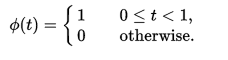 ϕ(t) = { 1 0 ≤ t < 1,
0 otherwise.